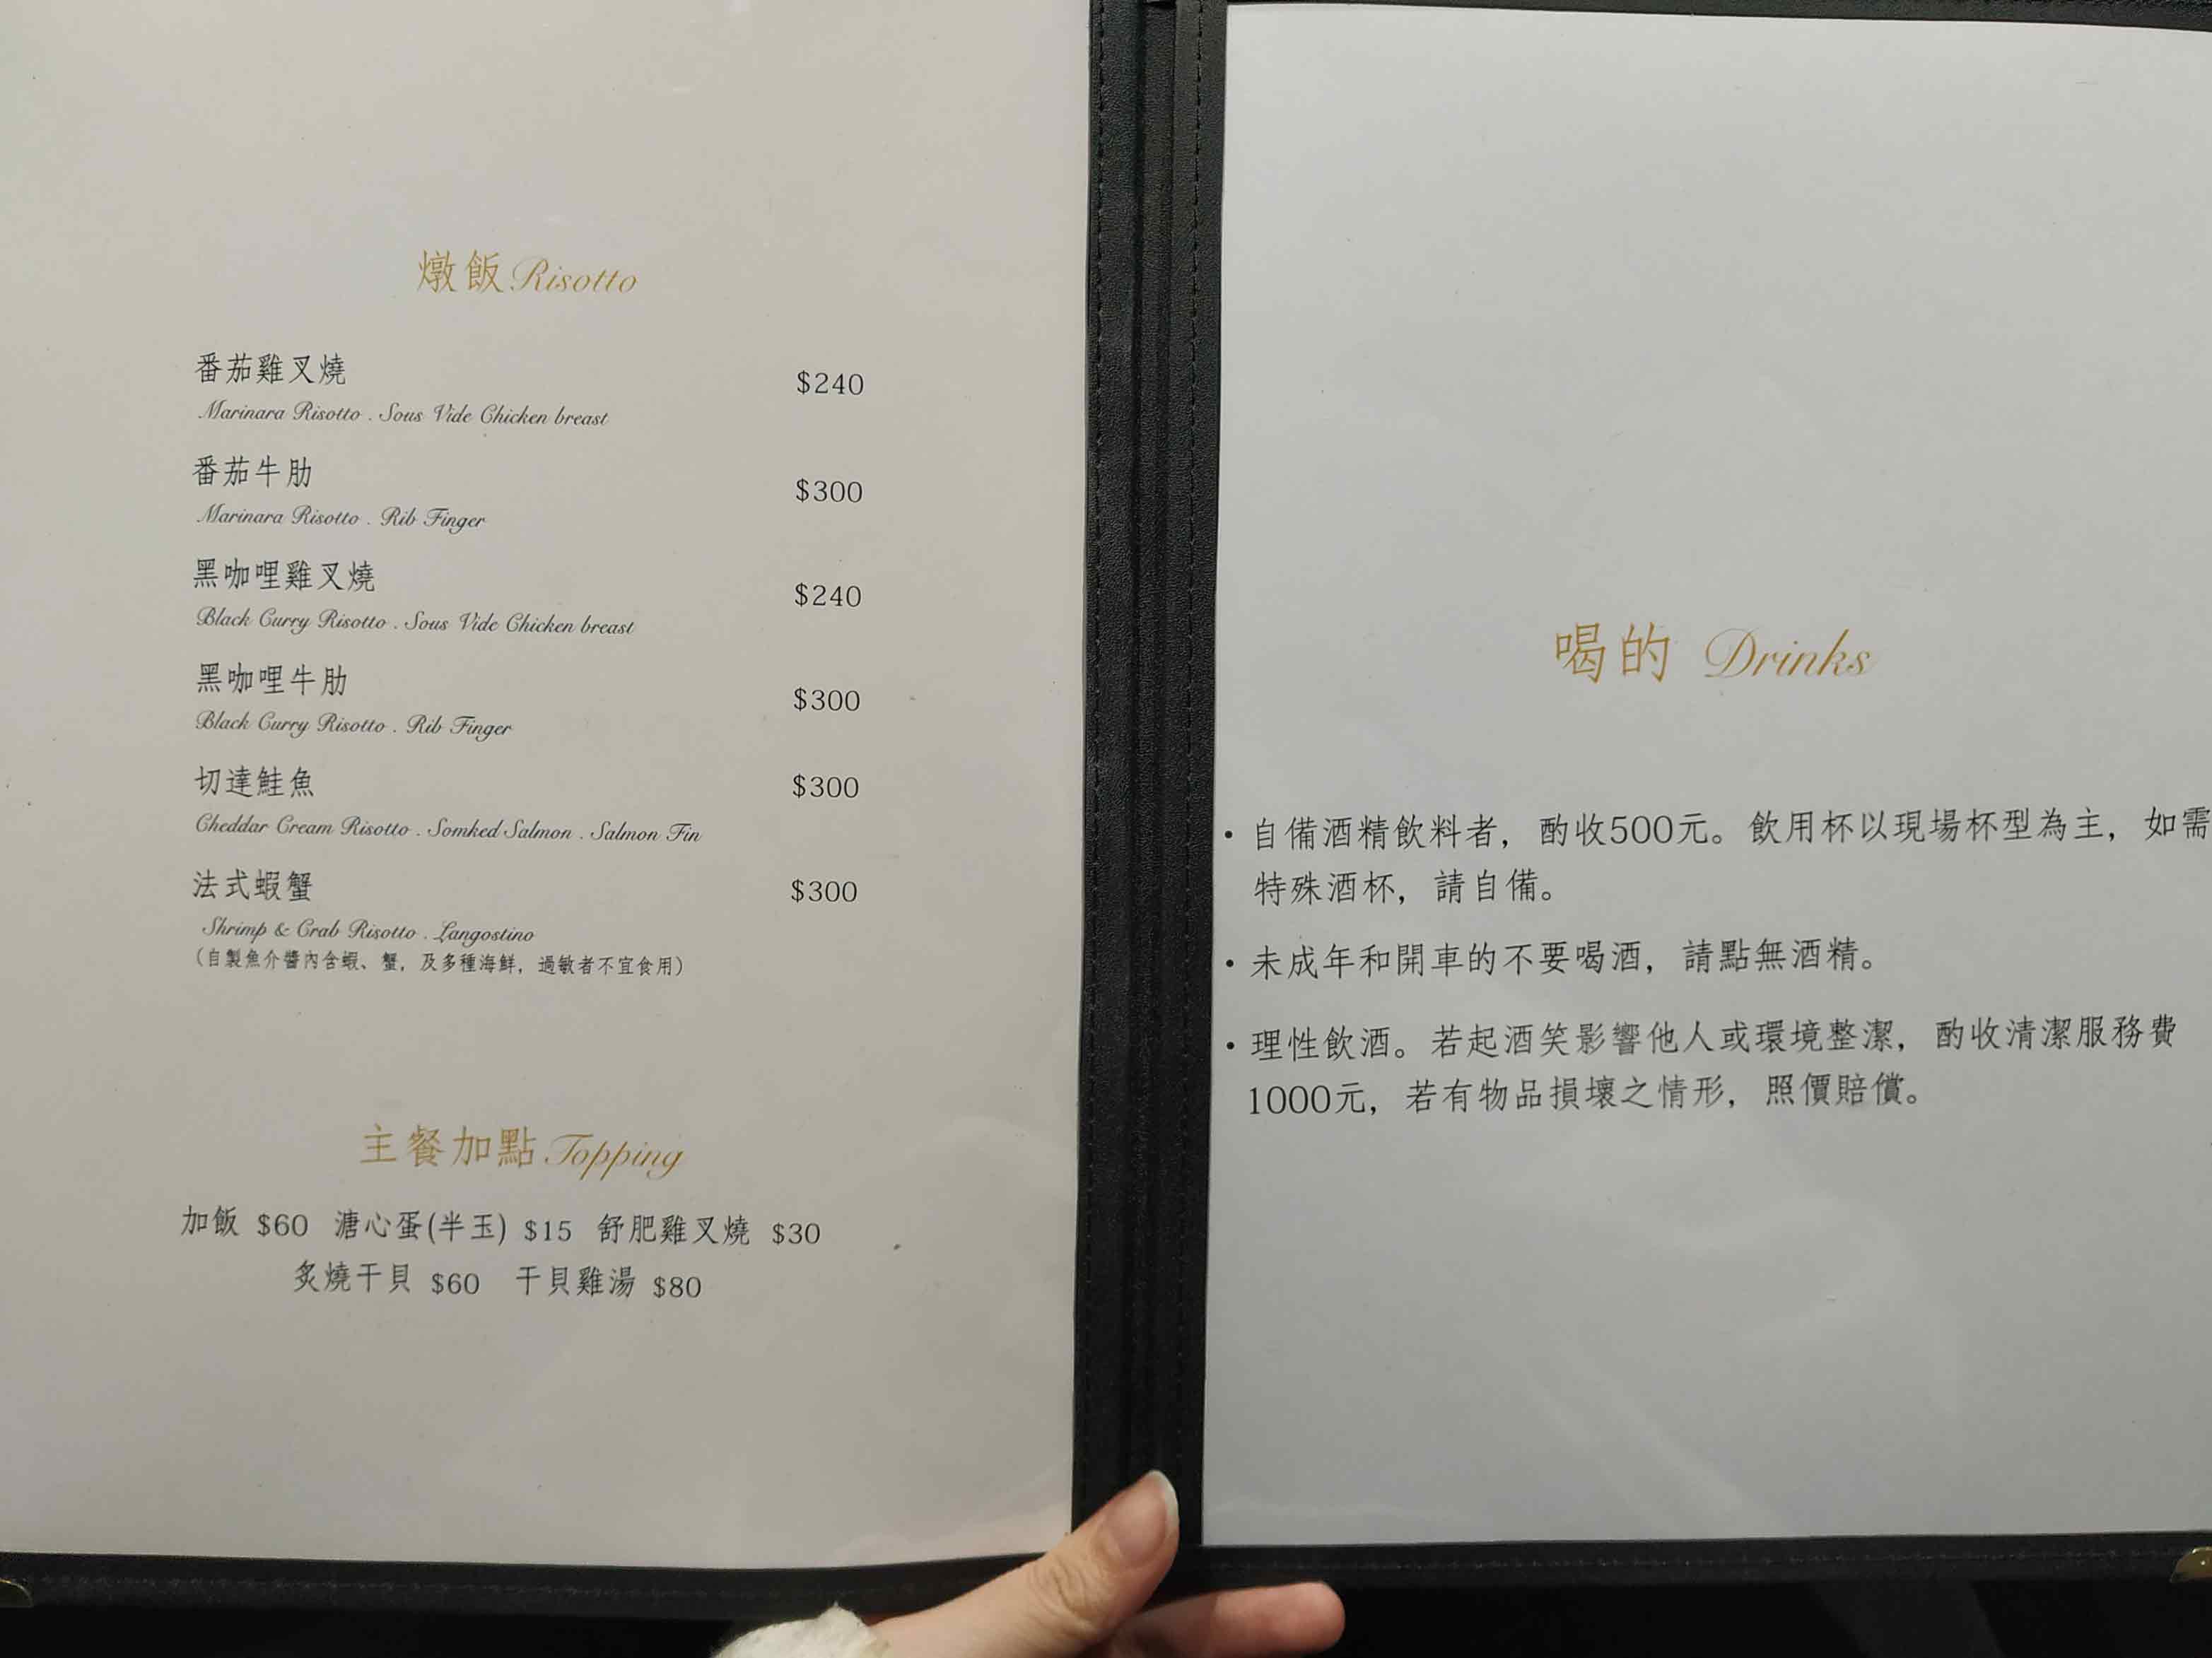 燉飯 Risotto
番茄雞叉燒 $240
Marinara Risotto . Sous Vide Chicken breast
番茄牛肋 $300
Marinara Risotto . Rib Finger
黑咖哩雞叉燒 $240
Black Curry Risotto . Sous Vide Chicken breast
黑咖哩牛肋 $300
Black Curry Risotto . Rib Finger
切達鮭魚 $300
Cheddar Cream Risotto . Somked Salmon . Salmon Fin
法式蝦蟹 $300
Shrimp & Crab Risotto . Langostino
(自製魚介醬內含蝦、蟹，及多種海鮮，過敏者不宜食用)
主餐加點 Topping
加飯 $60 溏心蛋(半玉) $15 舒肥雞叉燒 $30
炙燒干貝 $60 干貝雞湯 $80
喝的 Drinks
• 自備酒精飲料者，酌收500元。飲用杯以現場杯型為主，如需
特殊酒杯，請自備。
• 未成年和開車的不要喝酒，請點無酒精。
• 理性飲酒。若起酒笑影響他人或環境整潔，酌收清潔服務費
1000元，若有物品損壞之情形，照價賠償。